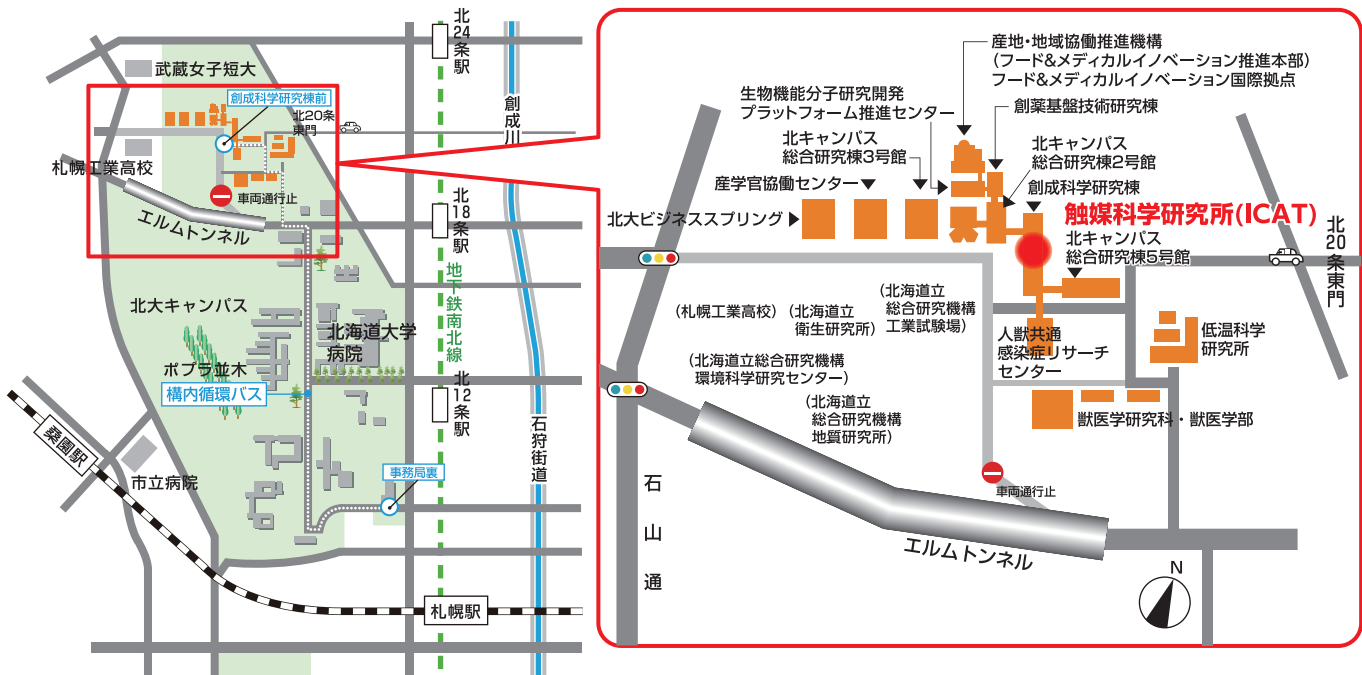 北24条駅
武蔵女子短大
創成科学研究棟前
北20条
東門
創成川
札幌工業高校
車両通行止
エルムトンネル
北18条駅
地下鉄南北線
北大キャンパス
北海道大学
病院
ポプラ並木
構内循環バス
北12条駅
石狩街道
桑園駅
市立病院
事務局裏
札幌駅
産地・地域協働推進機構
(フード&メディカルイノベーション推進本部)
フード&メディカルイノベーション国際拠点
生物機能分子研究開発
プラットフォーム推進センター
創薬基盤技術研究棟
北キャンパス
総合研究棟3号館
北キャンパス
総合研究棟2号館
産学官協働センター
創成科学研究棟
北大ビジネススプリング
触媒科学研究所(ICAT)
北キャンパス
総合研究棟5号館
北20条東門
(札幌工業高校)
(北海道立
衛生研究所)
(北海道立
総合研究機構
工業試験場)
人獣共通
感染症リサーチ
センター
低温科学
研究所
(北海道立総合研究機構
環境科学研究センター)
(北海道立
総合研究機構
地質研究所)
獣医学研究科・獣医学部
石山通
車両通行止
エルムトンネル
N